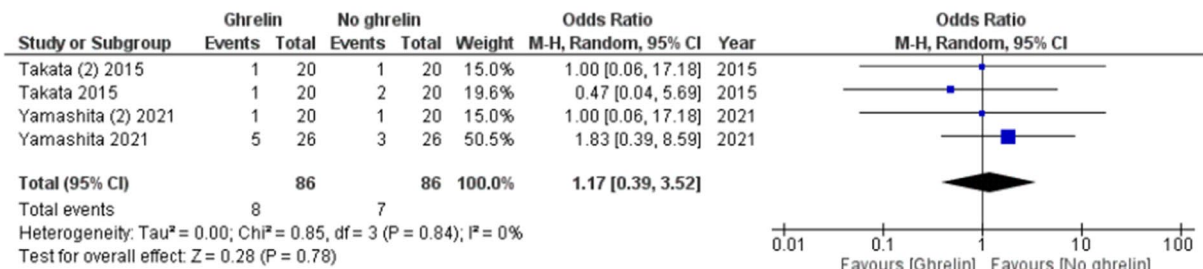 Ghrelin No ghrelin Odds Ratio Odds Ratio
Study or Subgroup Events Total Events Total Weight M-H, Random, 95% CI Year M-H, Random, 95% CI
Takata (2) 2015 1 20 1 20 15.0% 1.00 [0.06, 17.18] 2015
Takata 2015 1 20 2 20 19.6% 0.47 [0.04, 5.69] 2015
Yamashita (2) 2021 1 20 1 20 15.0% 1.00 [0.06, 17.18] 2021
Yamashita 2021 5 26 3 26 50.5% 1.83 [0.39, 8.59] 2021
Total (95% CI) 86 86 100.0% 1.17 [0.39, 3.52]
Total events 8 7
Heterogeneity: Tau² = 0.00; Chi² = 0.85, df = 3 (P = 0.84); I² = 0%
Test for overall effect: Z = 0.28 (P = 0.78)
0.01 0.1 1 10 100
Favours [Ghrelin] Favours [No ghrelin]